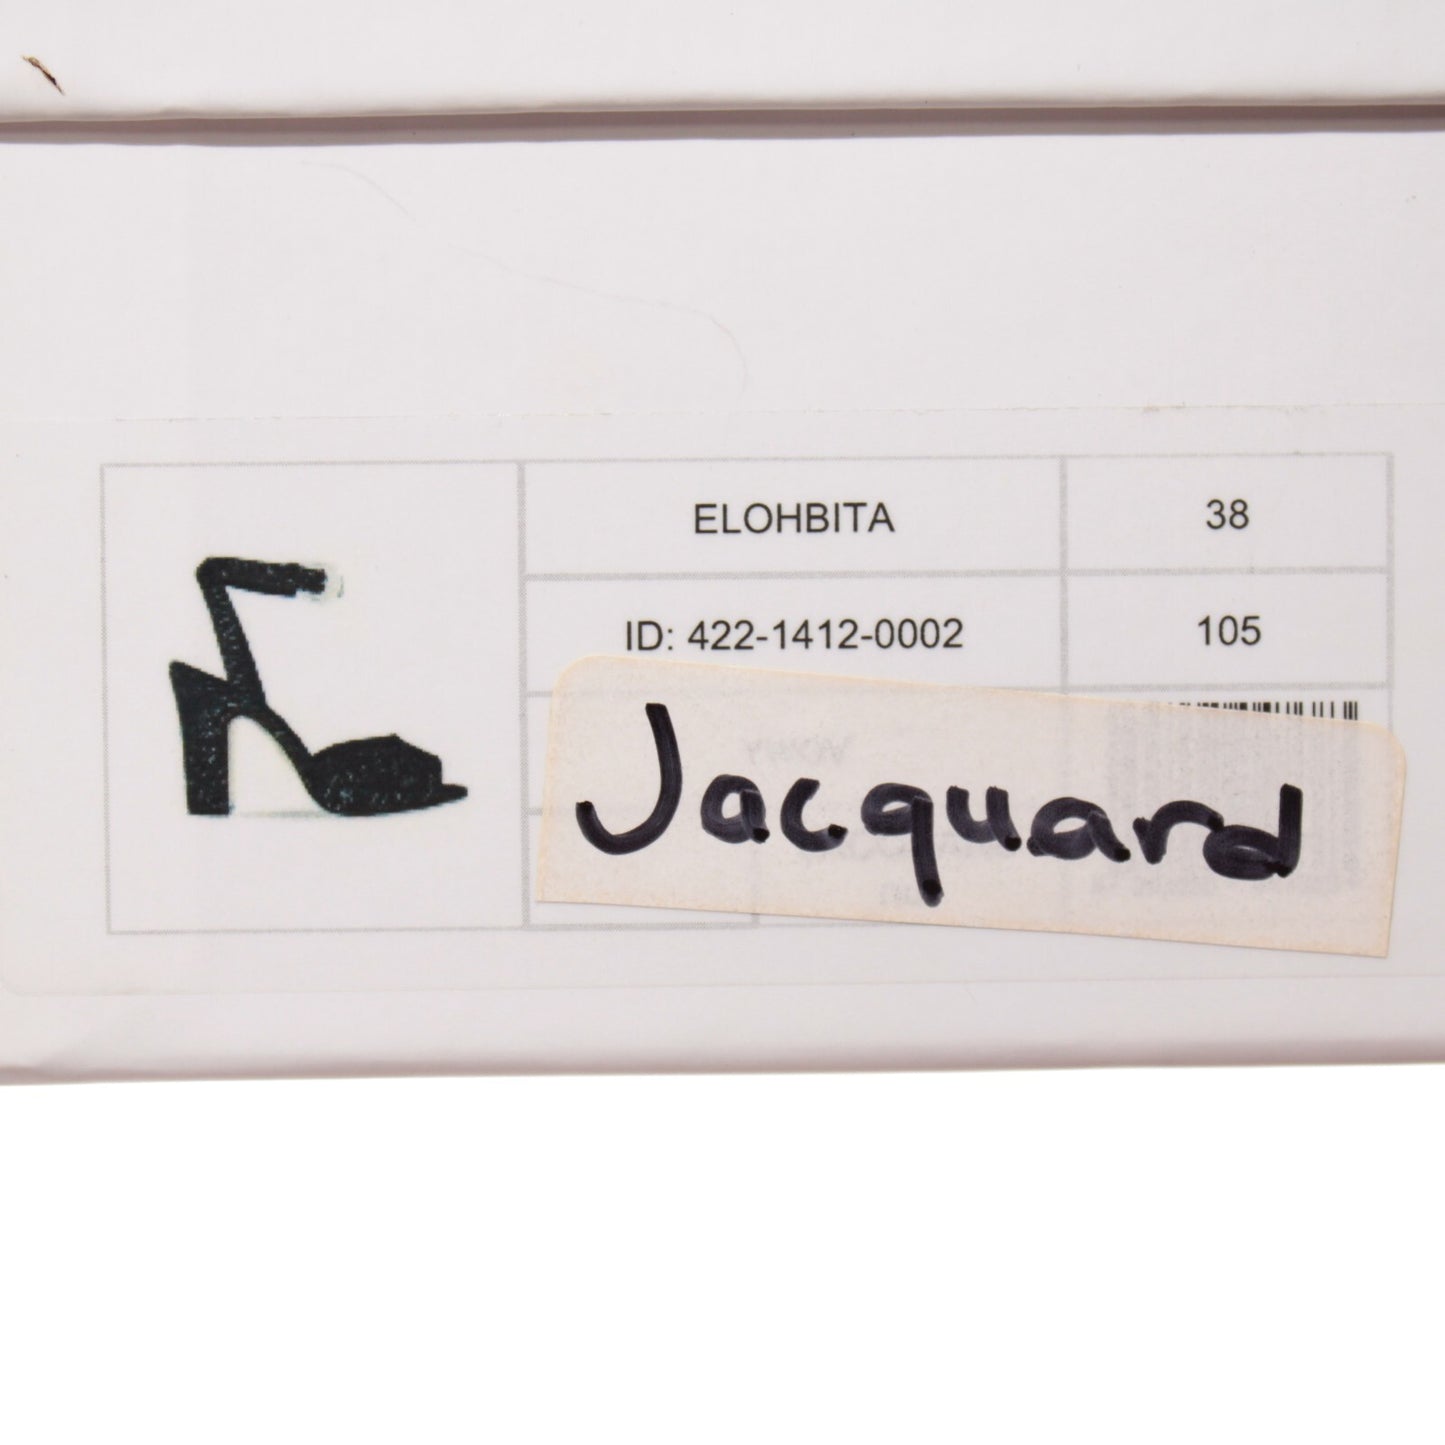 ELOHBITA 38
ID: 422-1412-0002 105
Jacquard